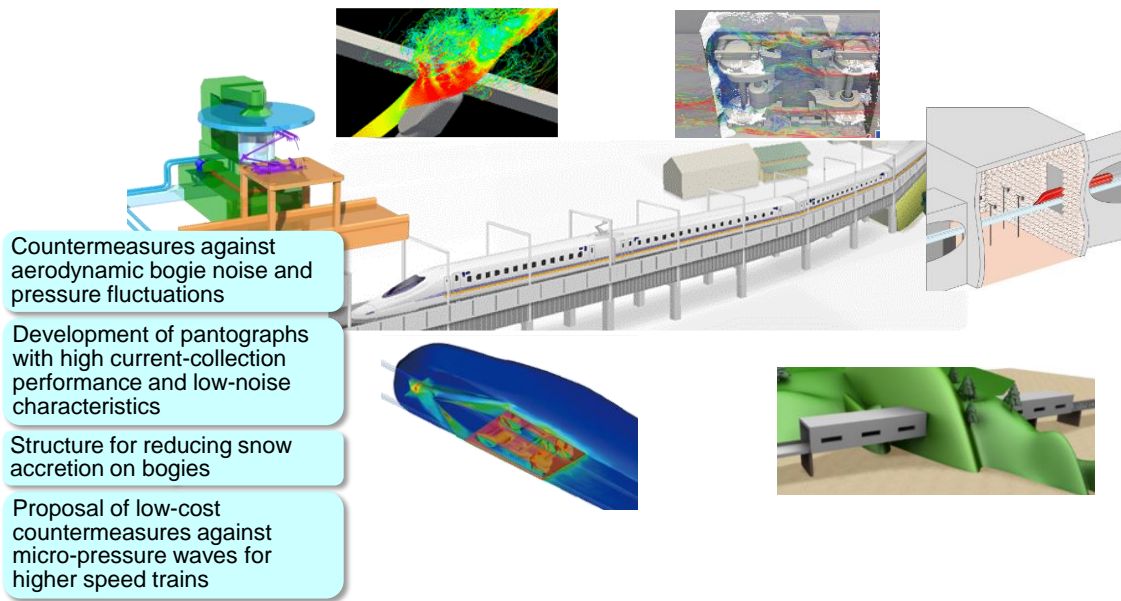 Countermeasures against
aerodynamic bogie noise and
pressure fluctuations
Development of pantographs
with high current-collection
performance and low-noise
characteristics
Structure for reducing snow
accretion on bogies
Proposal of low-cost
countermeasures against
micro-pressure waves for
higher speed trains